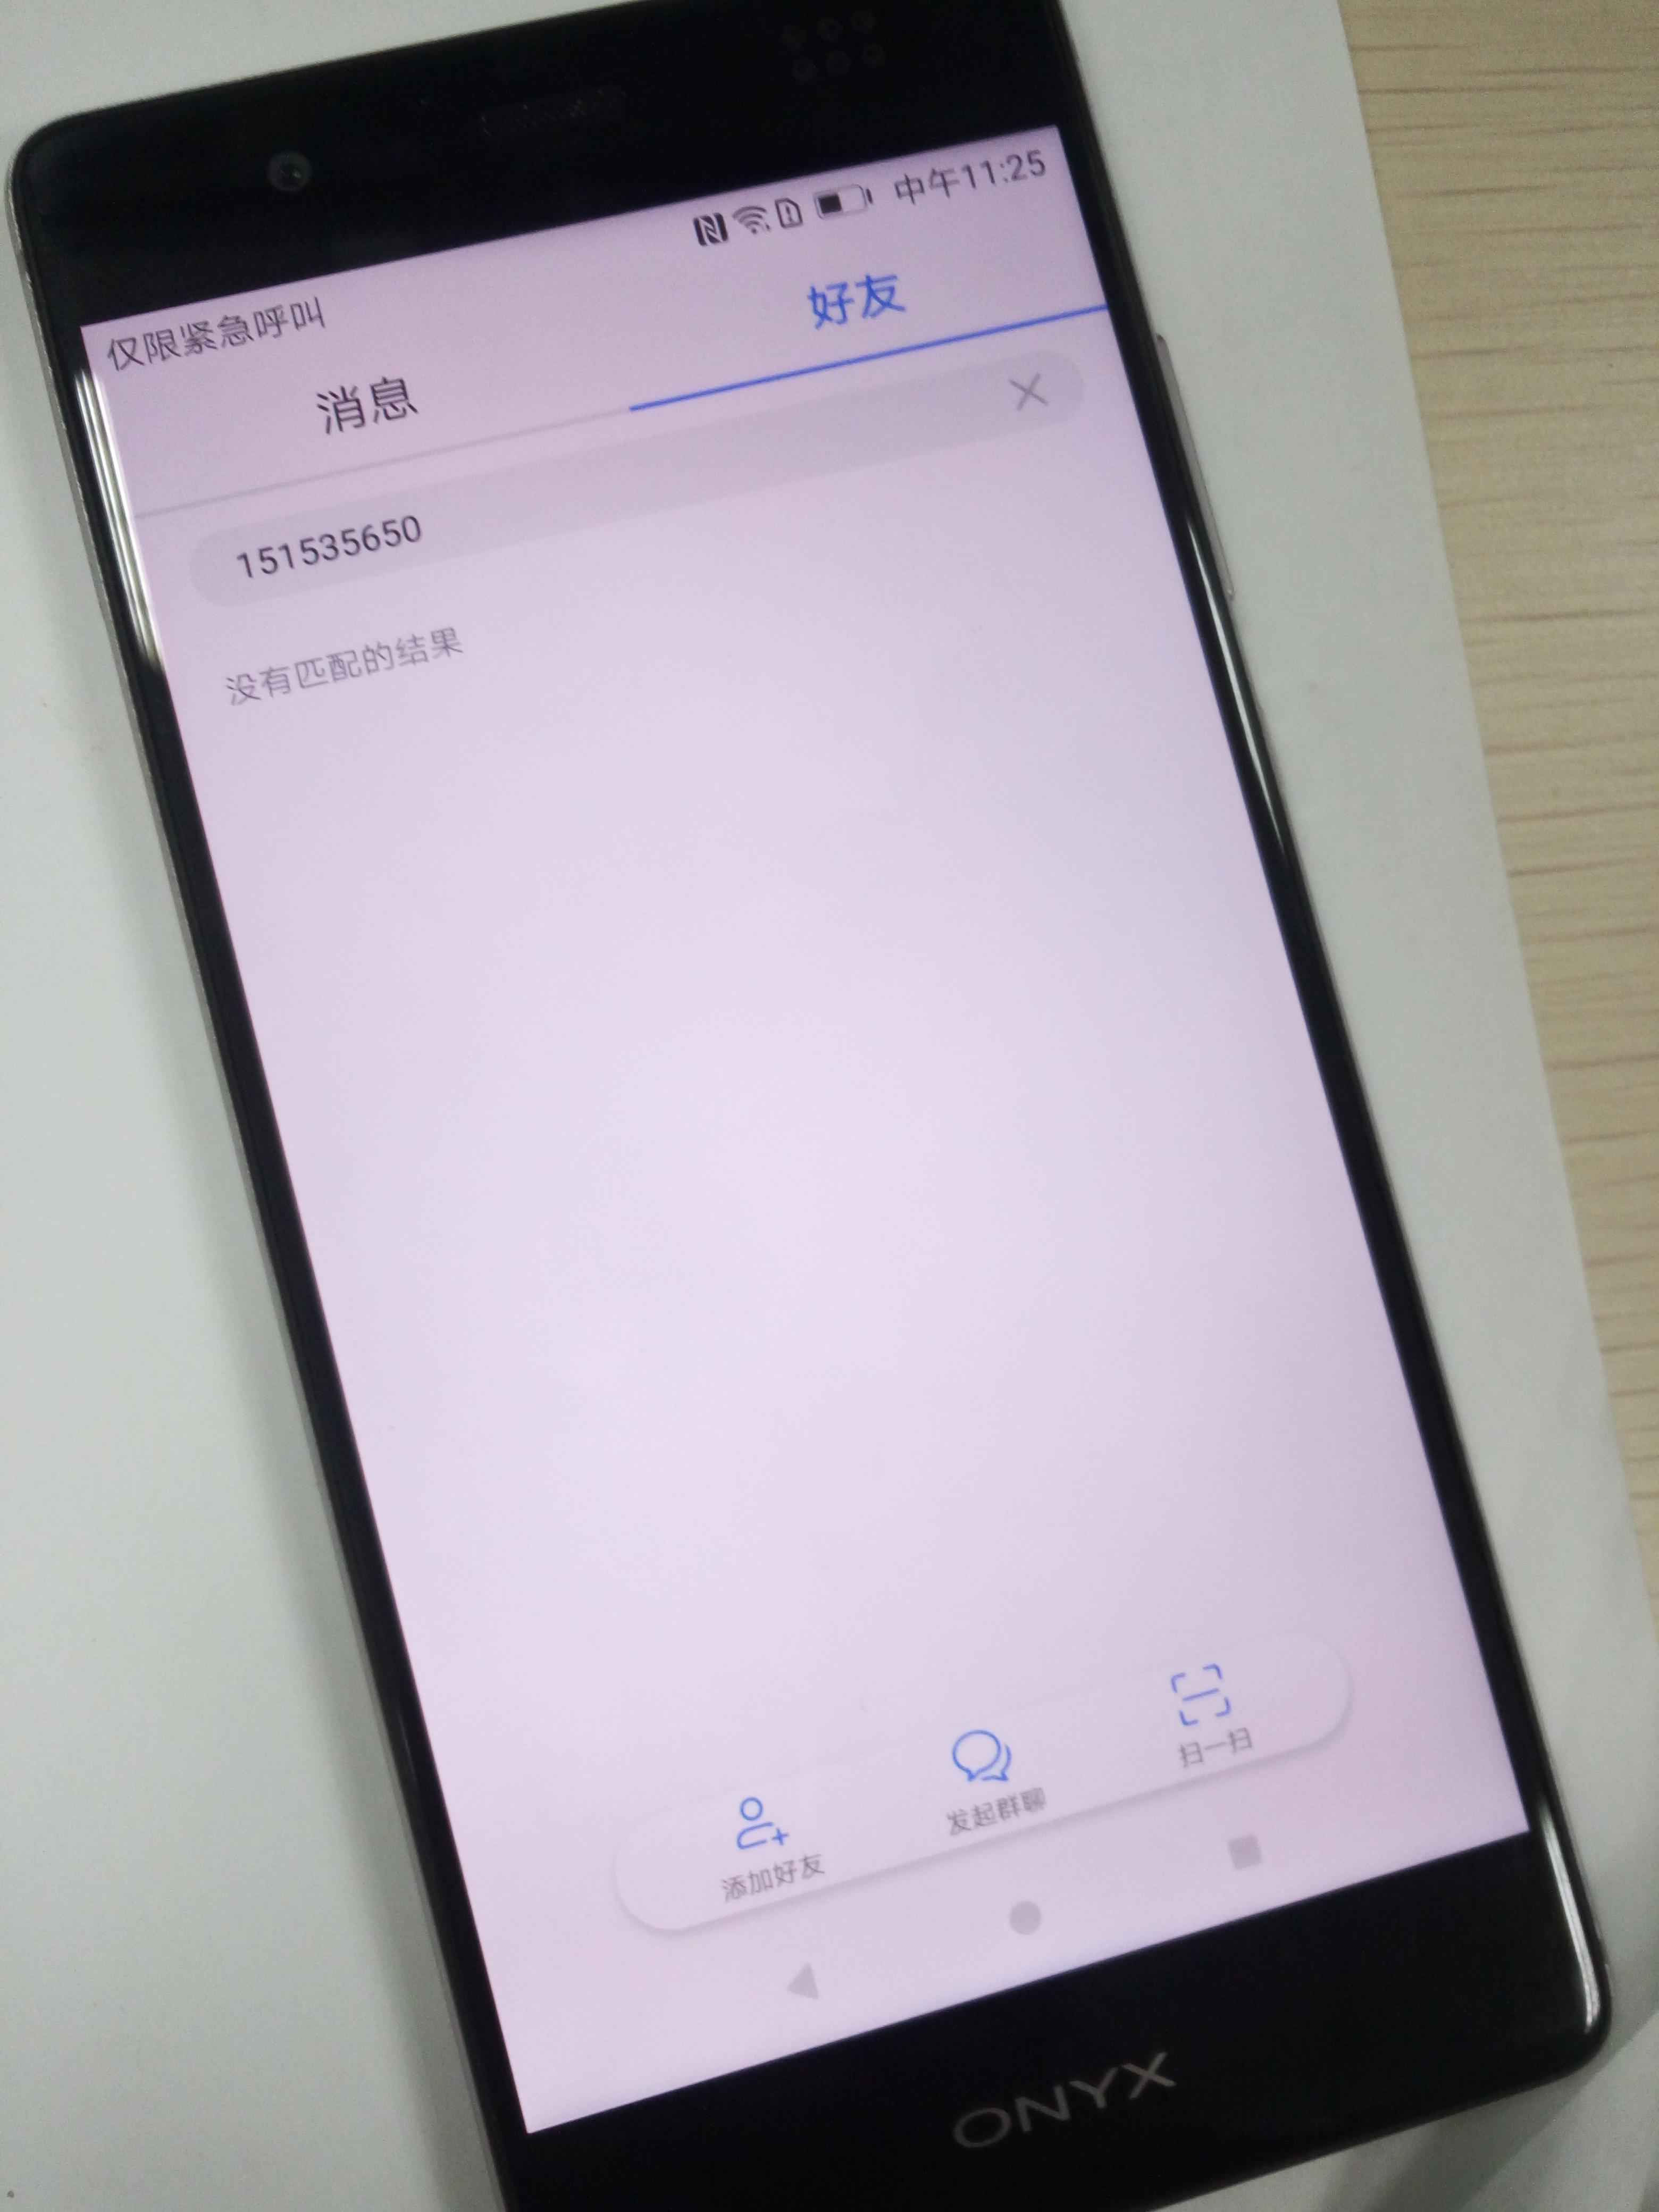 仅限紧急呼叫 中午11:25
消息 好友
151535650
没有匹配的结果
添加好友 发起群聊 扫一扫
ONYX